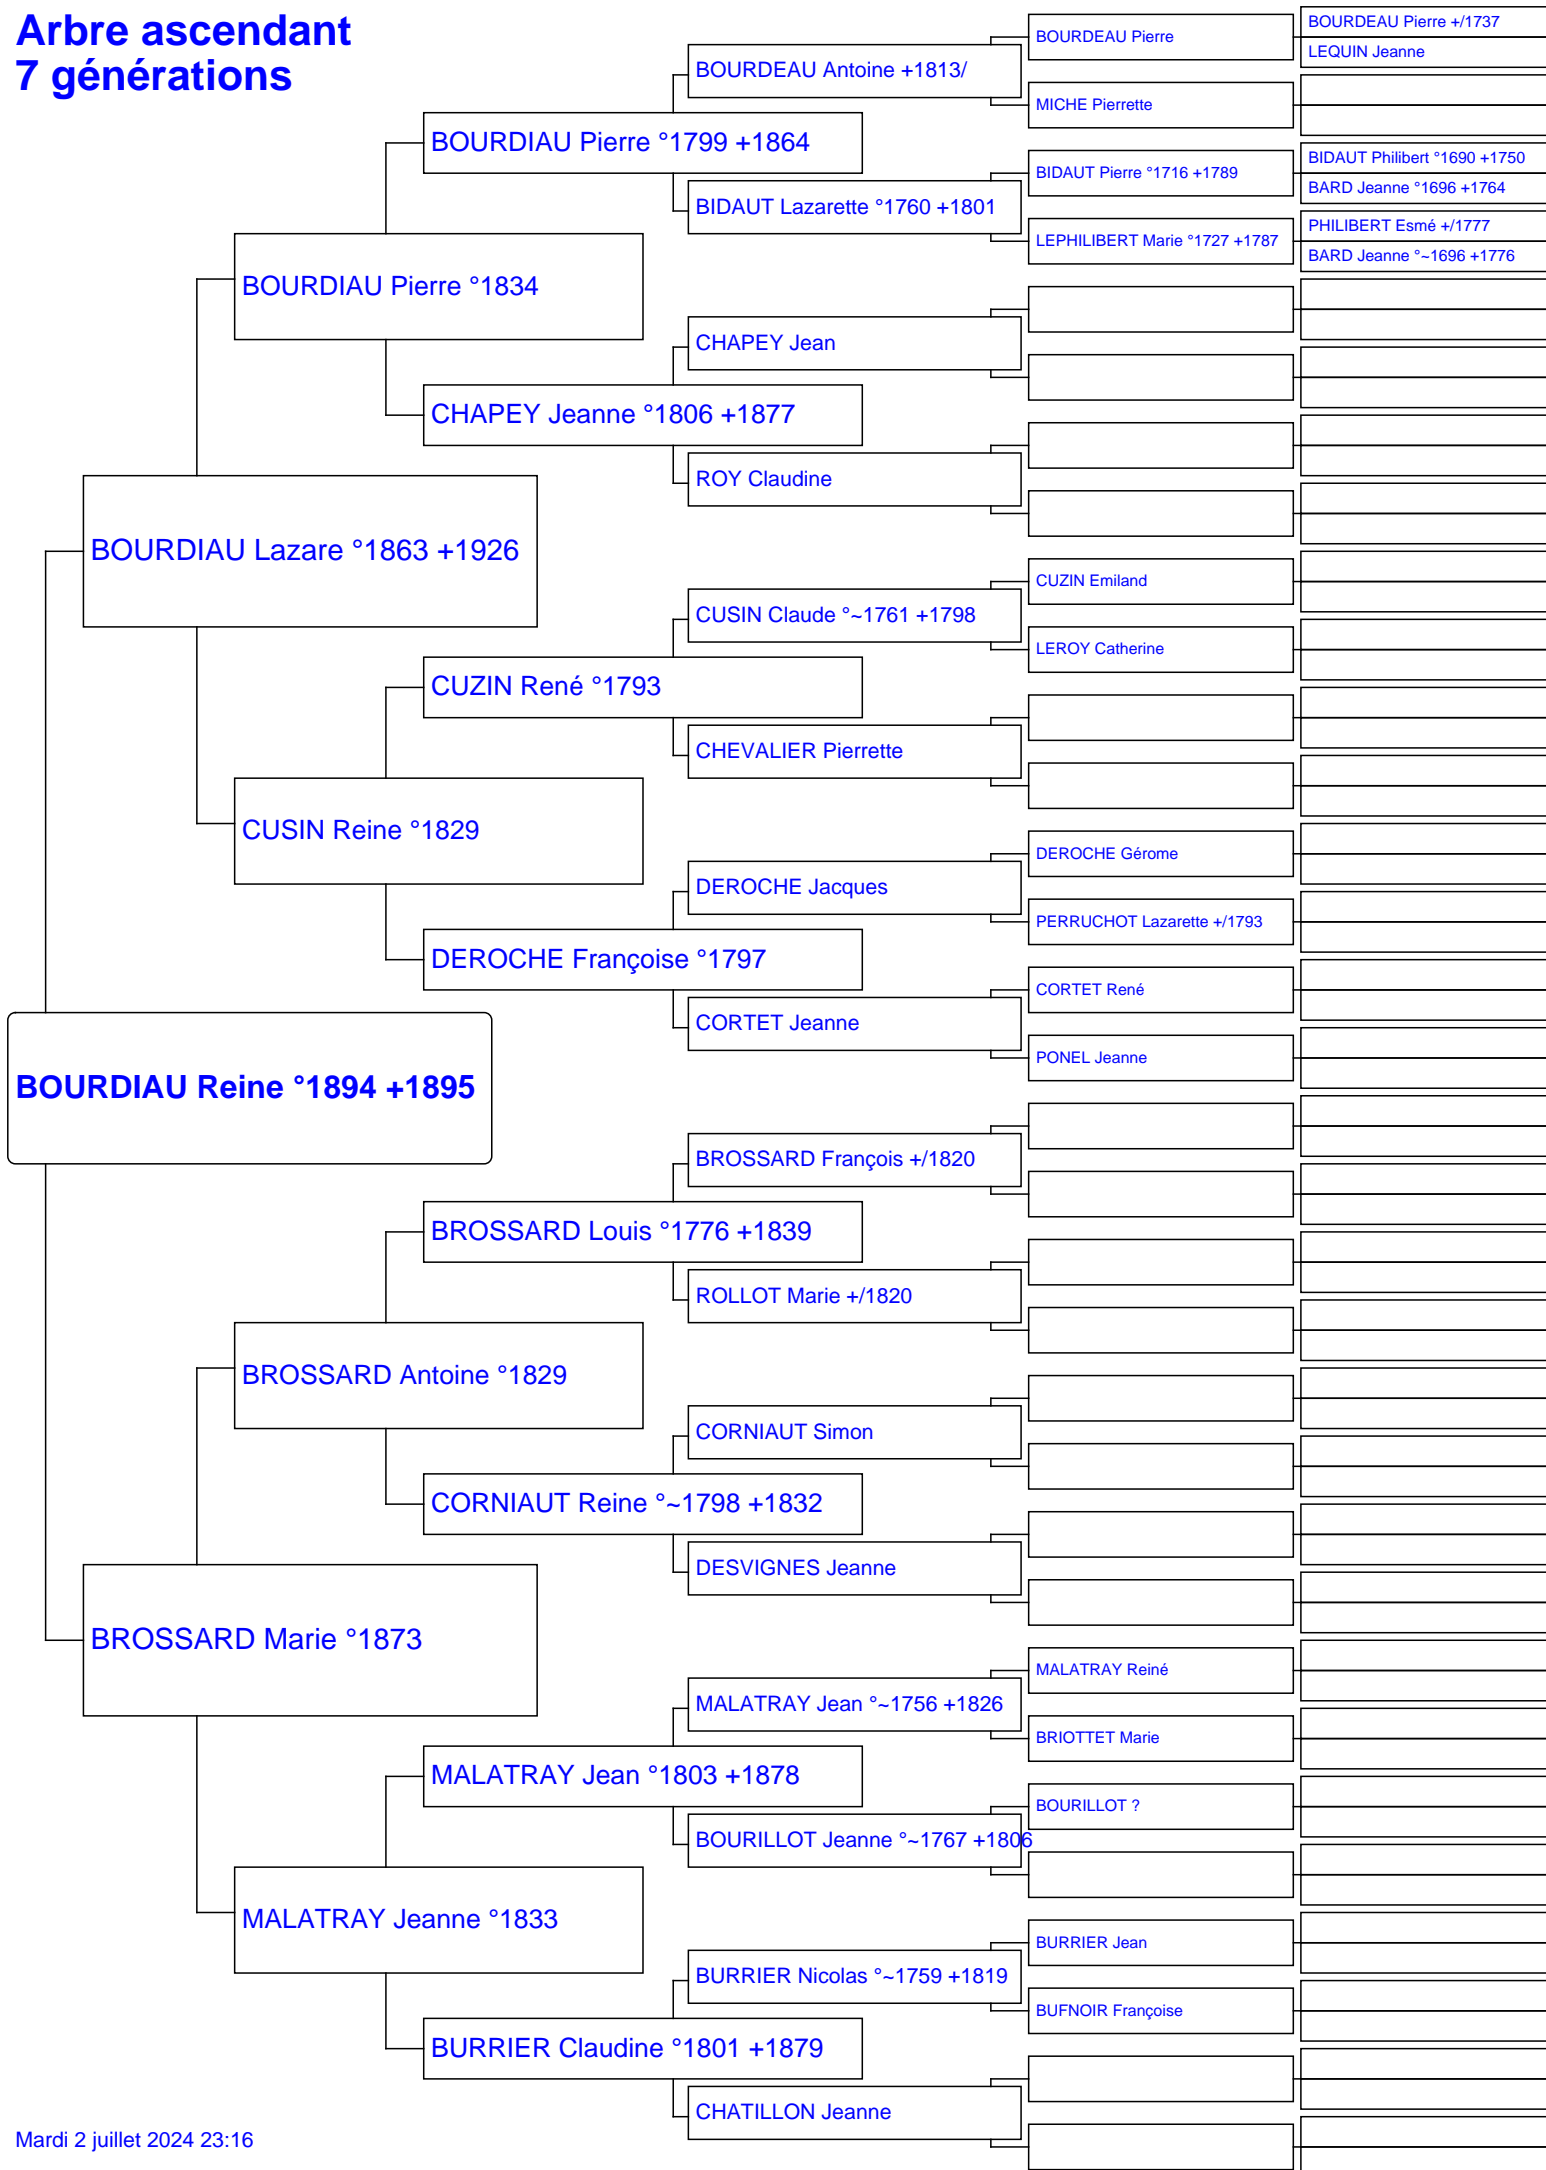 Arbre ascendant
7 générations
BOURDEAU Pierre +/1737
BOURDEAU Pierre
LEQUIN Jeanne
BOURDEAU Antoine +1813/
MICHE Pierrette
BOURDIAU Pierre °1799 +1864
BIDAUT Philibert °1690 +1750
BIDAUT Pierre °1716 +1789
BARD Jeanne °1696 +1764
BIDAUT Lazarette °1760 +1801
PHILIBERT Esmé +/1777
LEPHILIBERT Marie °1727 +1787
BARD Jeanne °~1696 +1776
BOURDIAU Pierre °1834
CHAPEY Jean
CHAPEY Jeanne °1806 +1877
ROY Claudine
BOURDIAU Lazare °1863 +1926
CUZIN Emiland
CUSIN Claude °~1761 +1798
LEROY Catherine
CUZIN René °1793
CHEVALIER Pierrette
CUSIN Reine °1829
DEROCHE Gérome
DEROCHE Jacques
PERRUCHOT Lazarette +/1793
DEROCHE Françoise °1797
CORTET René
CORTET Jeanne
PONEL Jeanne
BOURDIAU Reine °1894 +1895
BROSSARD François +/1820
BROSSARD Louis °1776 +1839
ROLLOT Marie +/1820
BROSSARD Antoine °1829
CORNIAUT Simon
CORNIAUT Reine °~1798 +1832
DESVIGNES Jeanne
BROSSARD Marie °1873
MALATRAY Reiné
MALATRAY Jean °~1756 +1826
BRIOTTET Marie
MALATRAY Jean °1803 +1878
BOURILLOT ?
BOURILLOT Jeanne °~1767 +1806
MALATRAY Jeanne °1833
BURRIER Jean
BURRIER Nicolas °~1759 +1819
BUFNOIR Françoise
BURRIER Claudine °1801 +1879
CHATILLON Jeanne
Mardi 2 juillet 2024 23:16